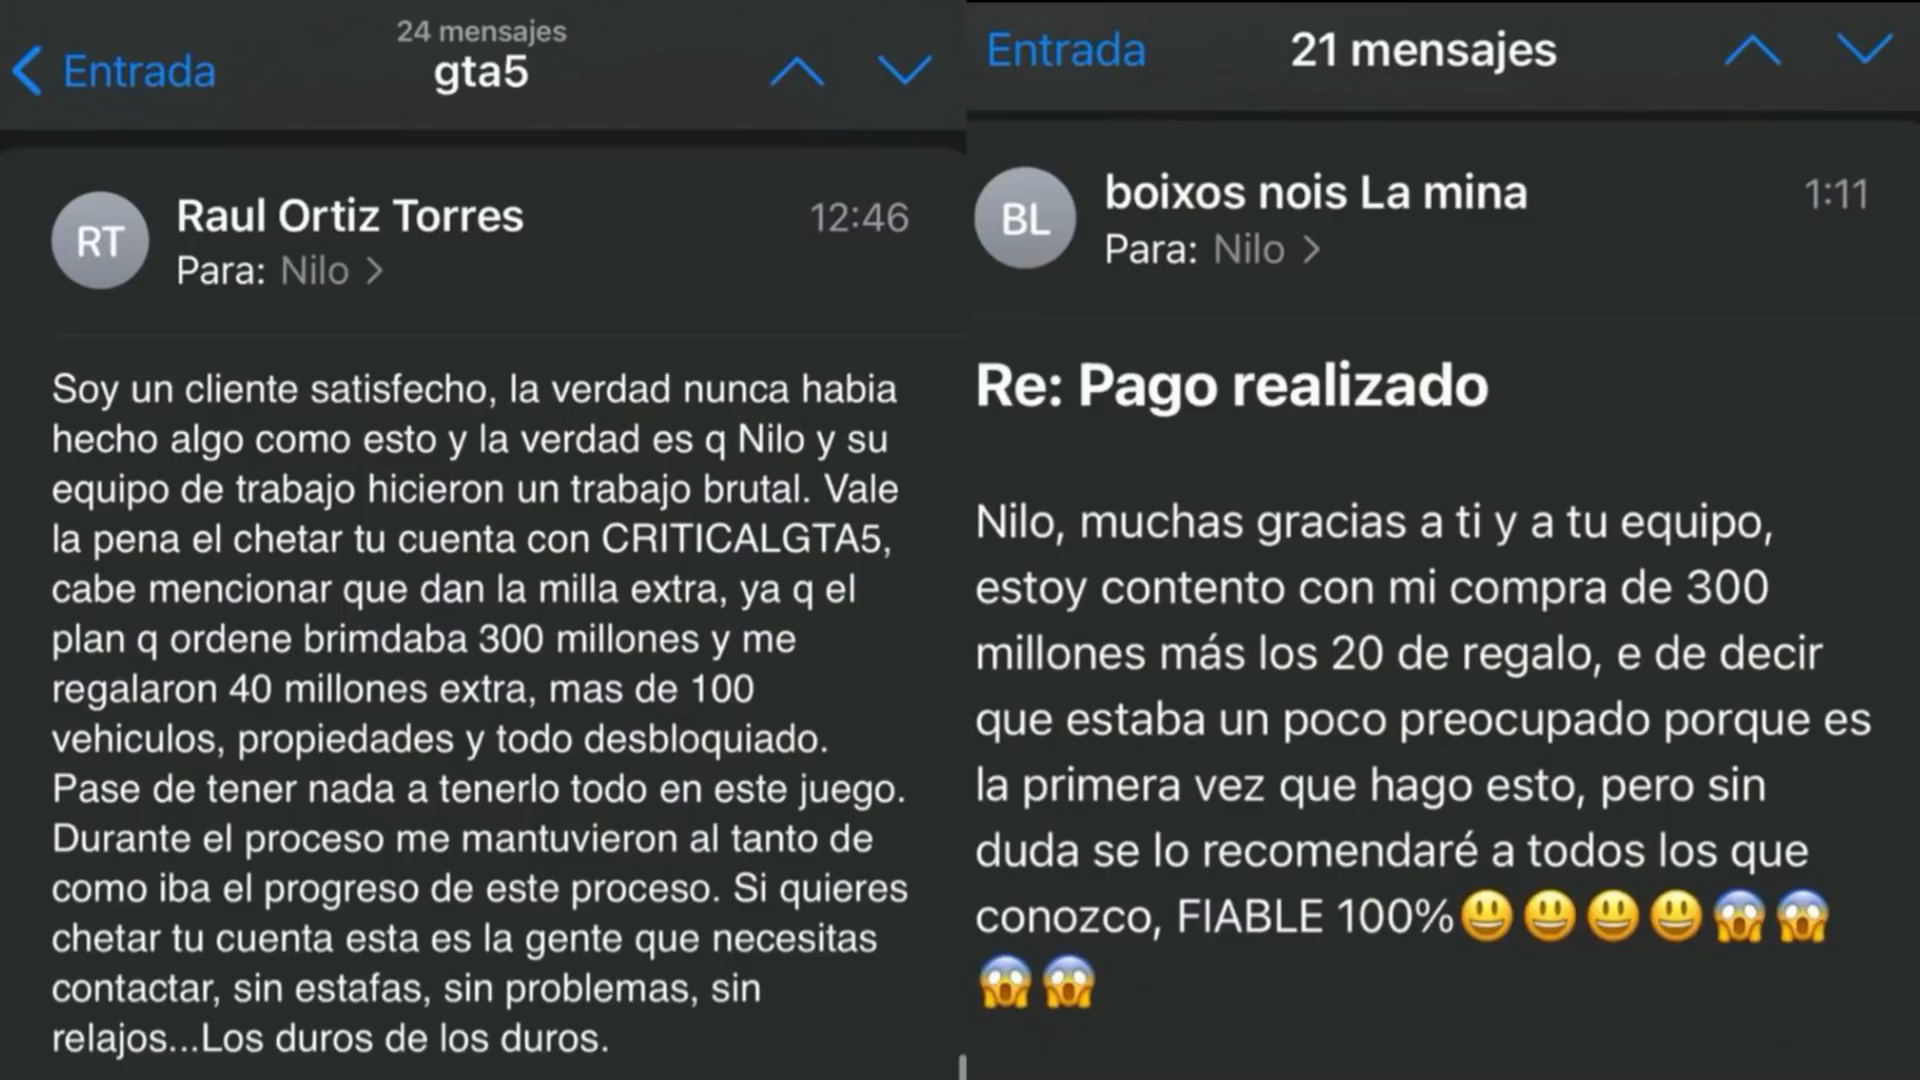 24 mensajes
Entrada
gta5
RT
Raul Ortiz Torres
12:46
Para: Nilo >
Soy un cliente satisfecho, la verdad nunca habia
hecho algo como esto y la verdad es q Nilo y su
equipo de trabajo hicieron un trabajo brutal. Vale
la pena el chetar tu cuenta con CRITICALGTA5,
cabe mencionar que dan la milla extra, ya q el
plan q ordene brimdaba 300 millones y me
regalaron 40 millones extra, mas de 100
vehiculos, propiedades y todo desbloquiado.
Pase de tener nada a tenerlo todo en este juego.
Durante el proceso me mantuvieron al tanto de
como iba el progreso de este proceso. Si quieres
chetar tu cuenta esta es la gente que necesitas
contactar, sin estafas, sin problemas, sin
relajos...Los duros de los duros.
Entrada
21 mensajes
BL
boixos nois La mina
1:11
Para: Nilo >
Re: Pago realizado
Nilo, muchas gracias a ti y a tu equipo,
estoy contento con mi compra de 300
millones más los 20 de regalo, e de decir
que estaba un poco preocupado porque es
la primera vez que hago esto, pero sin
duda se lo recomendaré a todos los que
conozco, FIABLE 100%😃😃😃😃😱😱
😱😱